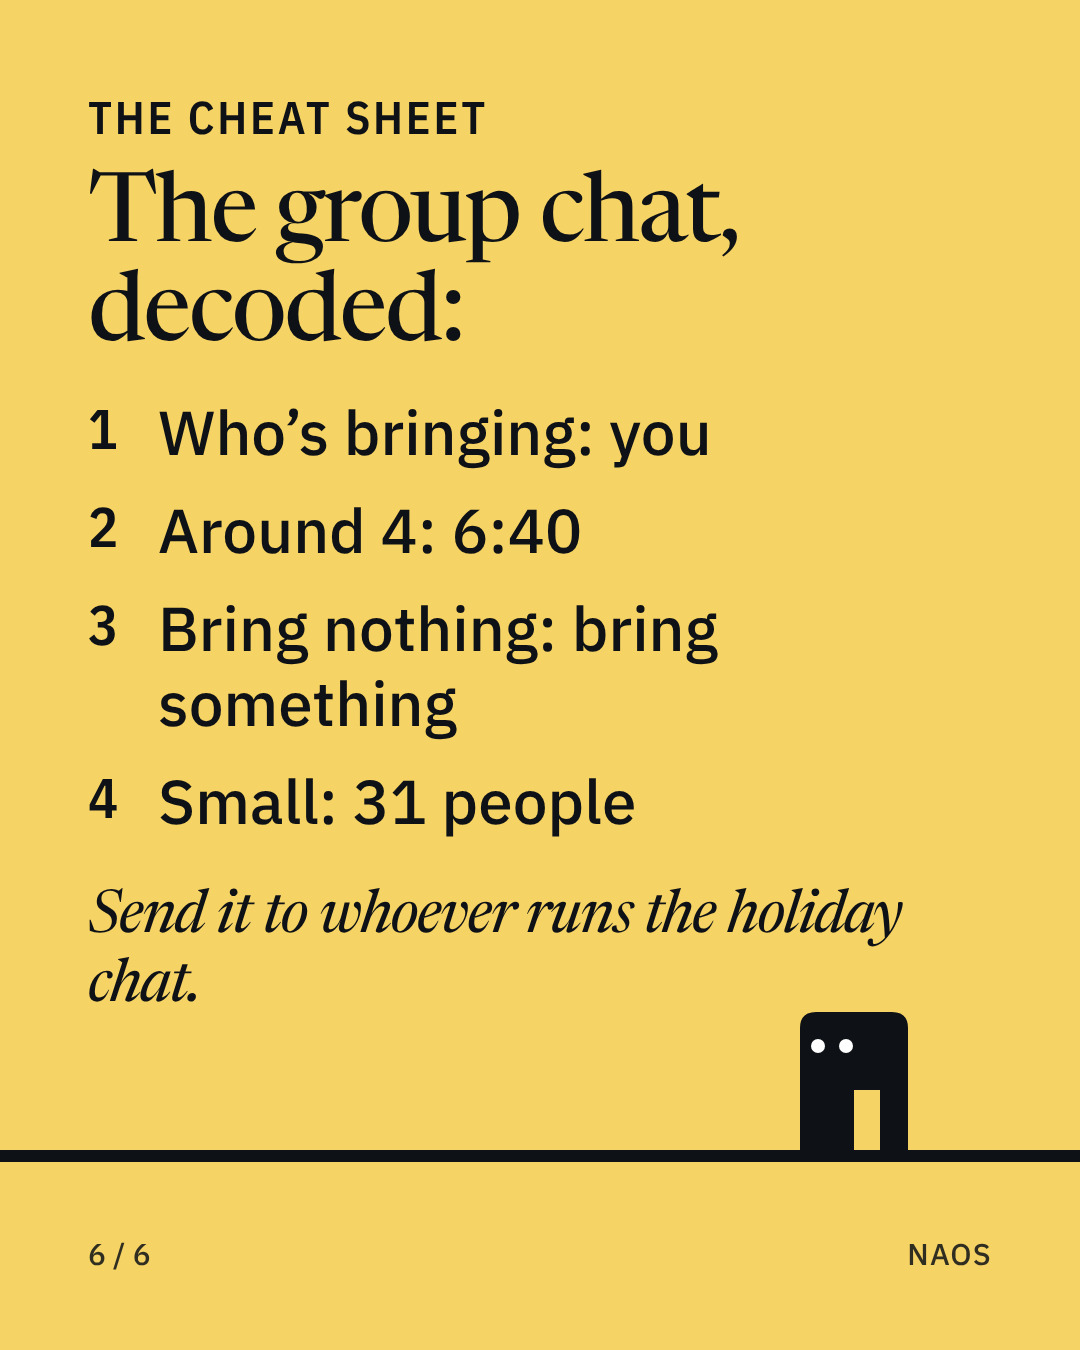 THE CHEAT SHEET
The group chat,
decoded:
1 Who’s bringing: you
2 Around 4: 6:40
3 Bring nothing: bring
something
4 Small: 31 people
Send it to whoever runs the holiday
chat.
6 / 6
NAOS